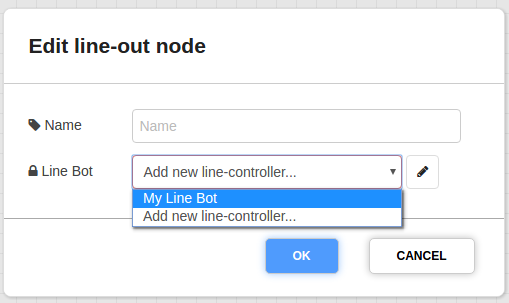 Edit line-out node
Name
Name
Line Bot
Add new line-controller...
My Line Bot
Add new line-controller...
OK
CANCEL